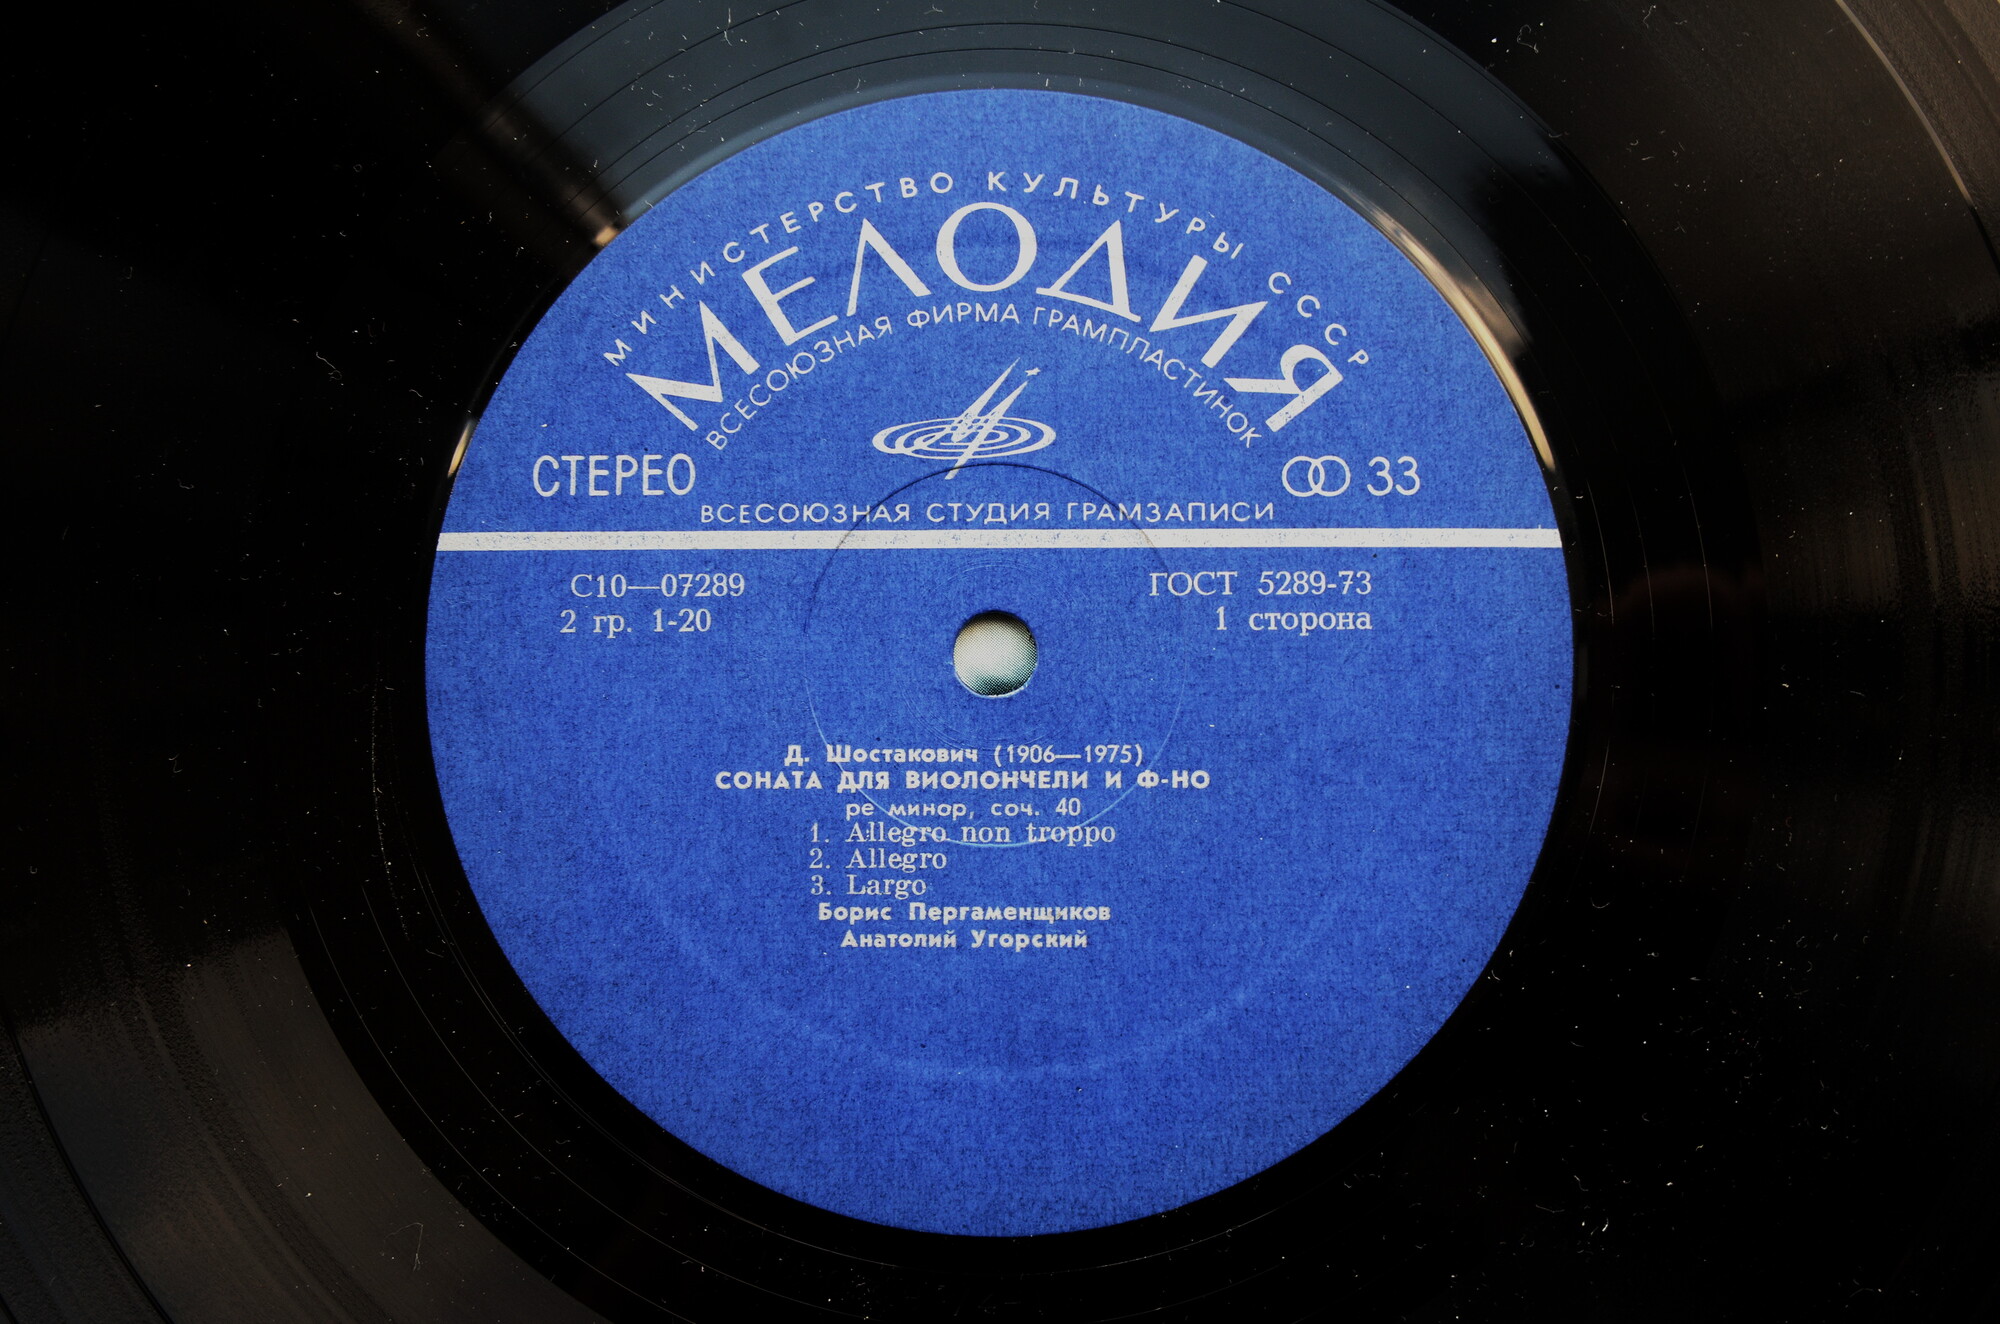 МИНИСТЕРСТВО КУЛЬТУРЫ СССР
МЕЛОДИЯ
ВСЕСОЮЗНАЯ ФИРМА ГРАМПЛАСТИНОК
СТЕРЕО
33
ВСЕСОЮЗНАЯ СТУДИЯ ГРАМЗАПИСИ
С10—07289
ГОСТ 5289-73
2 гр. 1-20
1 сторона
Д. Шостакович (1906—1975)
СОНАТА ДЛЯ ВИОЛОНЧЕЛИ И Ф-НО
ре минор, соч. 40
1. Allegro non troppo
2. Allegro
3. Largo
Борис Пергаменщиков
Анатолий Угорский